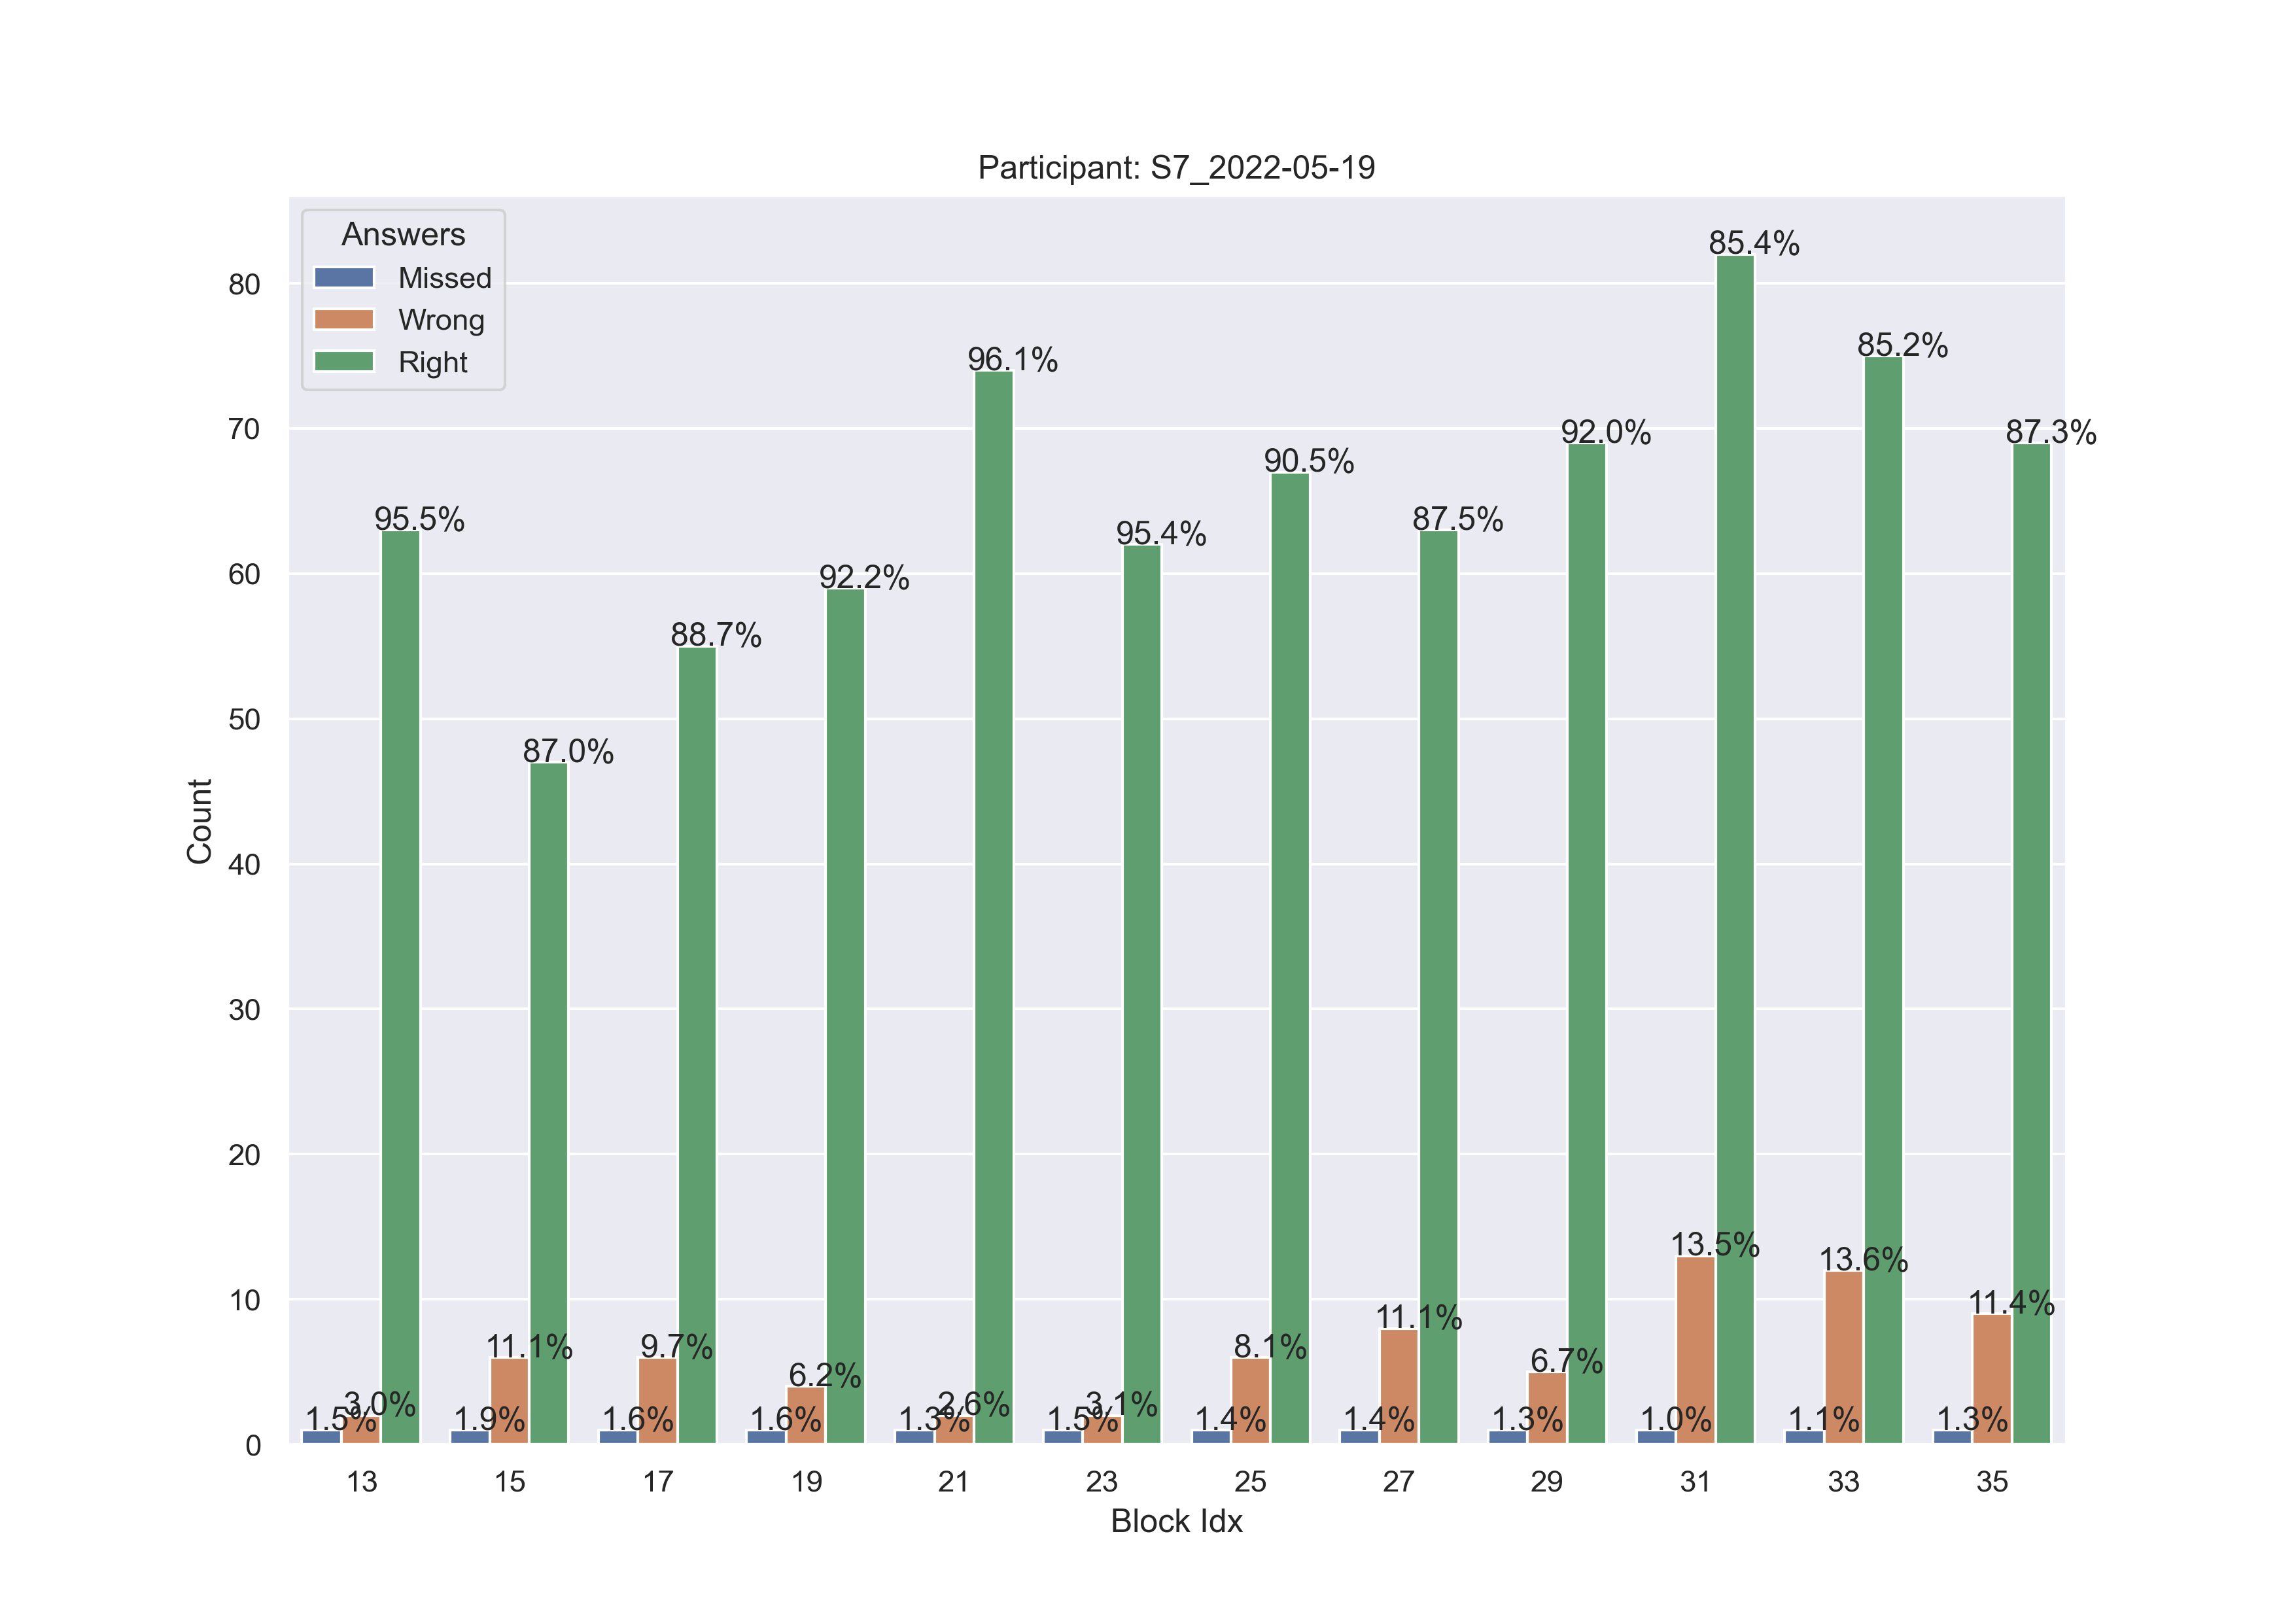 Participant: S7_2022-05-19
Answers
Missed
Wrong
Right
Count
80
70
60
50
40
30
20
10
0
1.5% 3.0% 95.5%
1.9% 11.1% 87.0%
1.6% 9.7% 88.7%
1.6% 6.2% 92.2%
1.3% 2.6% 96.1%
1.5% 3.1% 95.4%
1.4% 8.1% 90.5%
1.4% 11.1% 87.5%
1.3% 6.7% 92.0%
1.0% 13.5% 85.4%
1.1% 13.6% 85.2%
1.3% 11.4% 87.3%
13 15 17 19 21 23 25 27 29 31 33 35
Block Idx